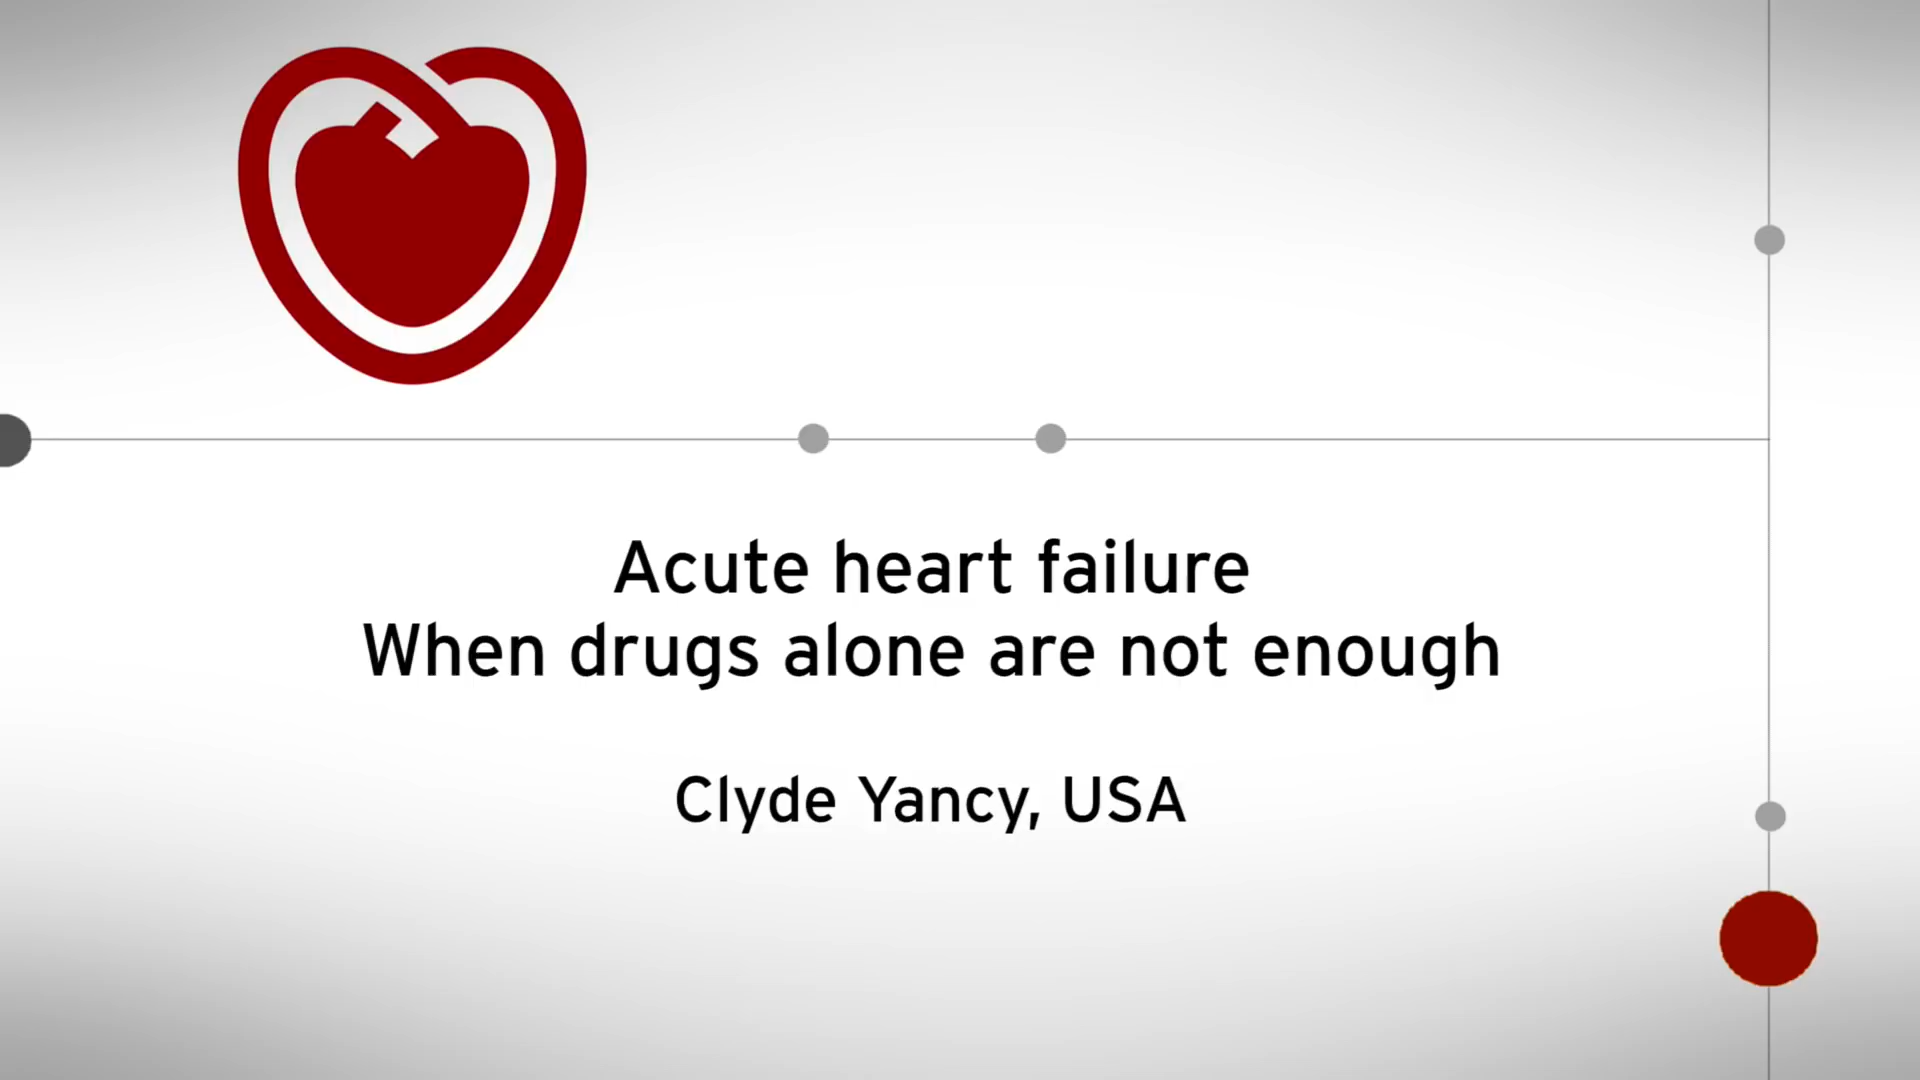 Acute heart failure
When drugs alone are not enough
Clyde Yancy, USA